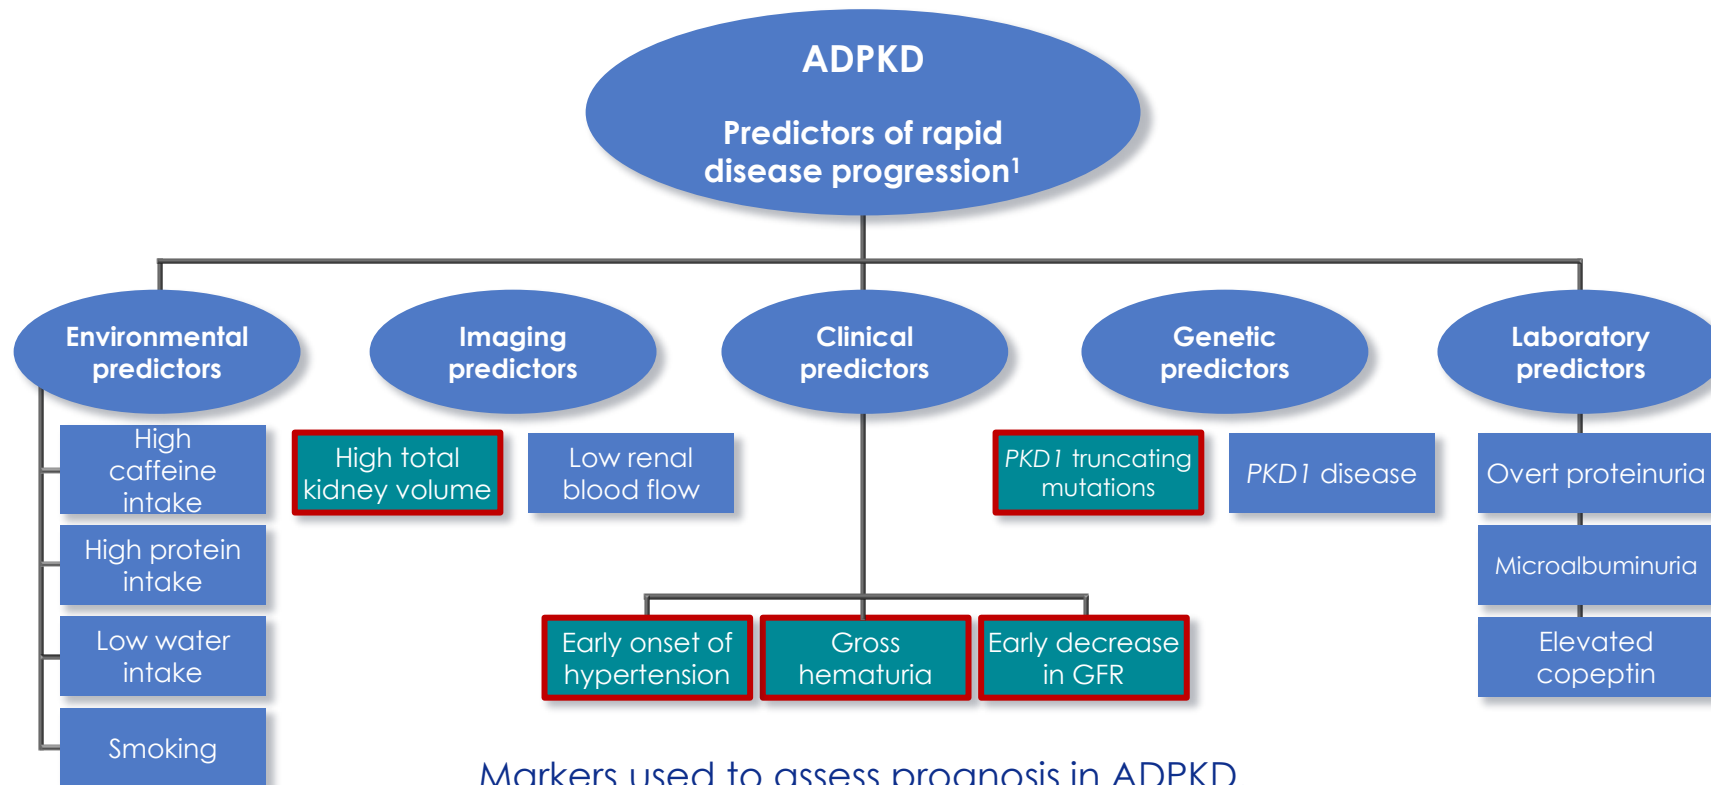 ADPKD
Predictors of rapid
disease progression¹
Environmental
predictors
Imaging
predictors
Clinical
predictors
Genetic
predictors
Laboratory
predictors
High
caffeine
intake
High protein
intake
Low water
intake
Smoking
High total
kidney volume
Low renal
blood flow
Early onset of
hypertension
Gross
hematuria
Early decrease
in GFR
PKD1 truncating
mutations
PKD1 disease
Overt proteinuria
Microalbuminuria
Elevated
copeptin
Markers used to assess prognosis in ADPKD